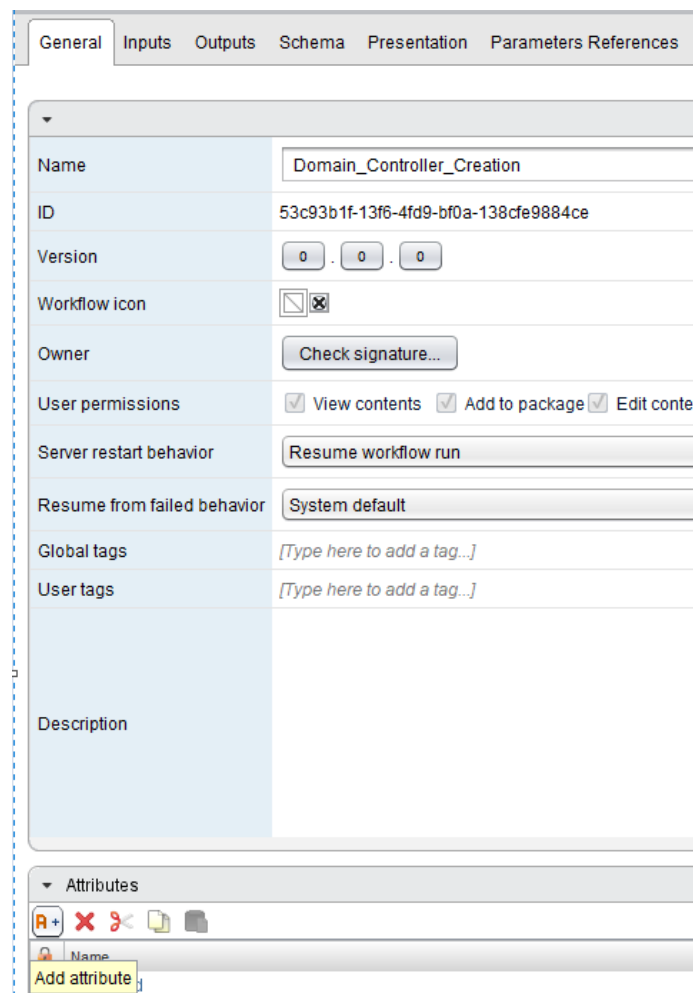 General Inputs Outputs Schema Presentation Parameters References
Name Domain_Controller_Creation
ID 53c93b1f-13f6-4fd9-bf0a-138cfe9884ce
Version 0 . 0 . 0
Workflow icon
Owner Check signature...
User permissions View contents Add to package Edit conte
Server restart behavior Resume workflow run
Resume from failed behavior System default
Global tags [Type here to add a tag...]
User tags [Type here to add a tag...]
Description
Attributes
A+
Name
Add attribute